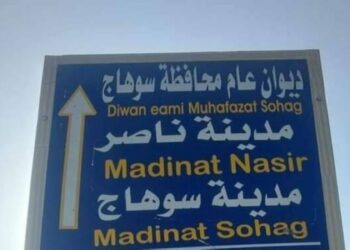 ديوان عام محافظة سوهاج
Diwan eami Muhafazat Sohag
مدينة ناصر
Madinat Nasir
مدينة سوهاج
Madinat Sohag